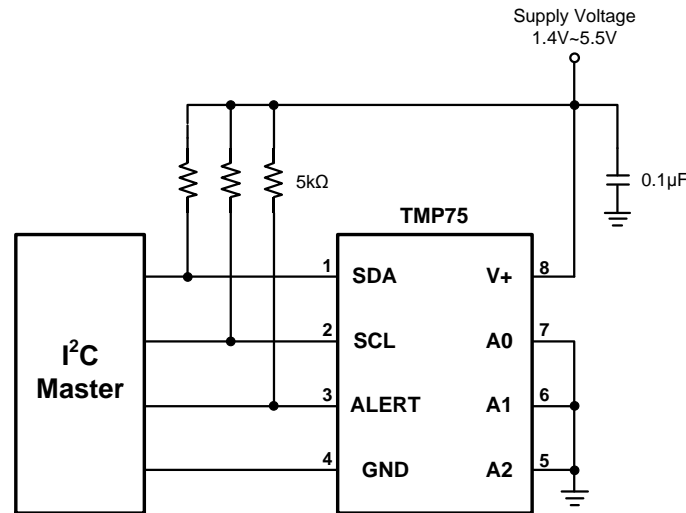 Supply Voltage
1.4V~5.5V
5kΩ
0.1µF
TMP75
1 SDA V+ 8
2 SCL A0 7
I²C
Master
3 ALERT A1 6
4 GND A2 5